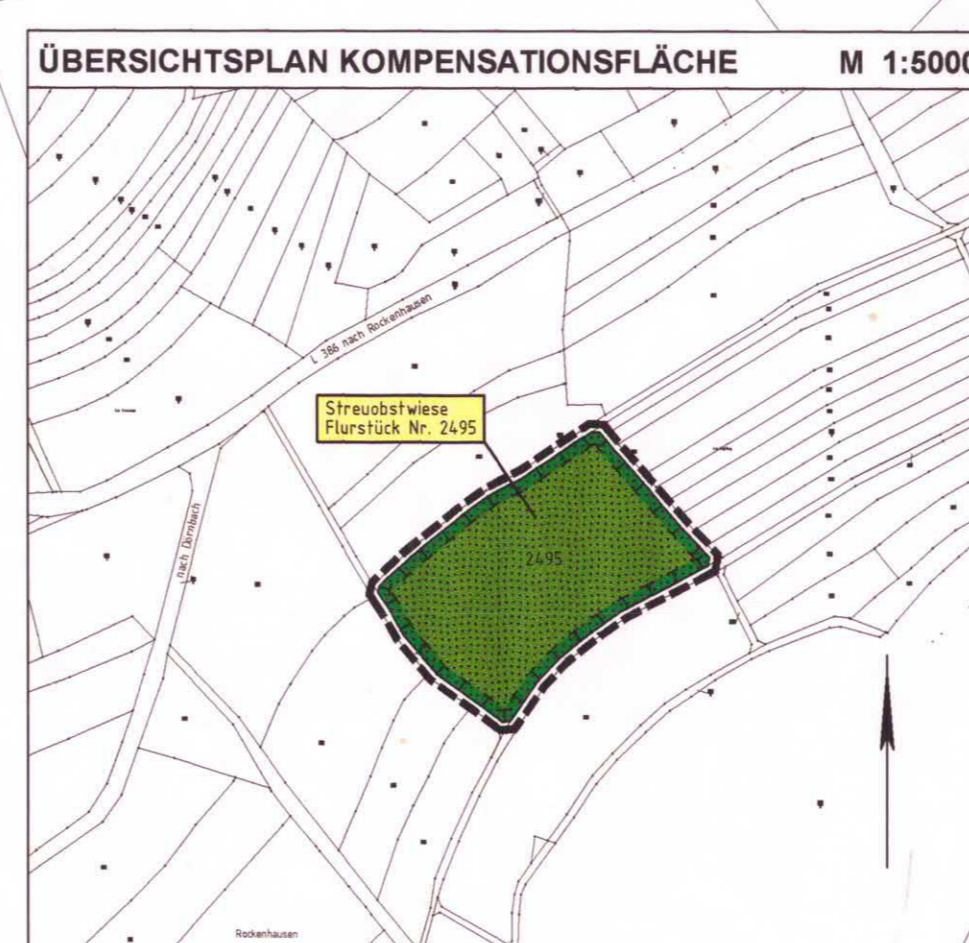 ÜBERSICHTSPLAN KOMPENSATIONSFLÄCHE M 1:5000
L 386 nach Rockenhausen
Streuobstwiese
Flurstück Nr. 2495
2495
nach Dörnbach
Rockenhausen